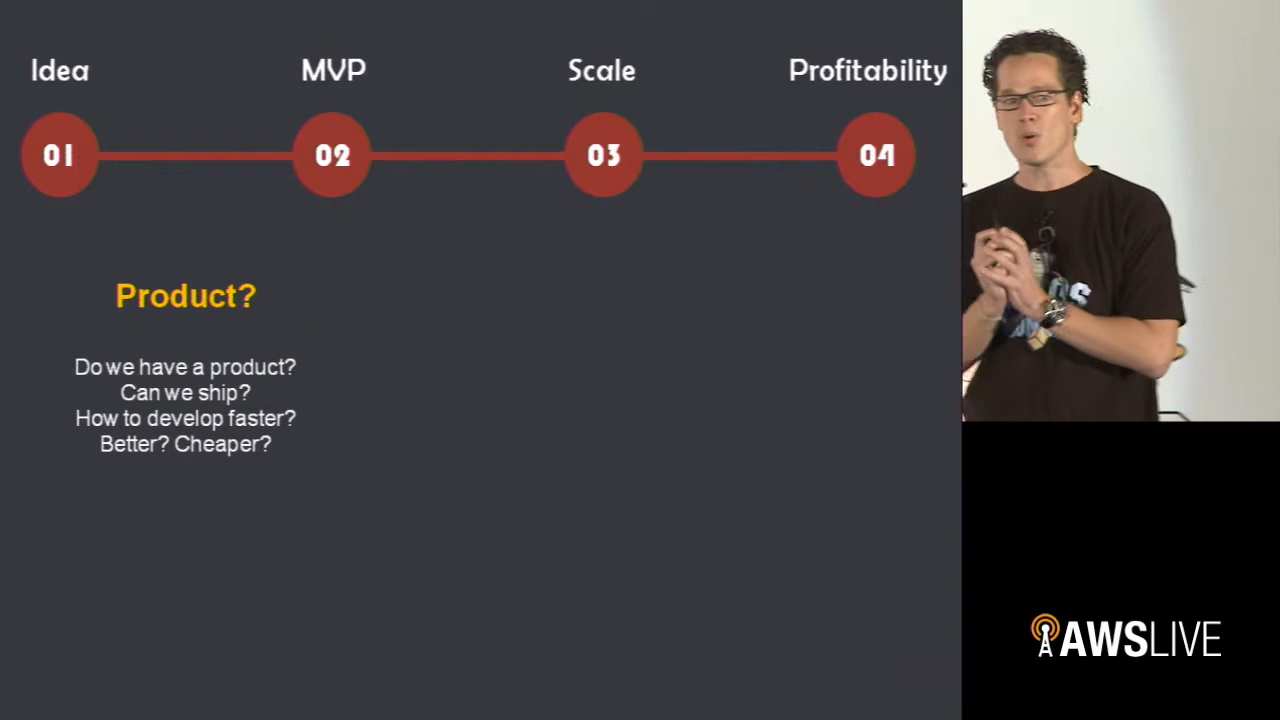 Idea
MVP
Scale
Profitability
01
02
03
04
Product?
Do we have a product?
Can we ship?
How to develop faster?
Better? Cheaper?
AWSLIVE